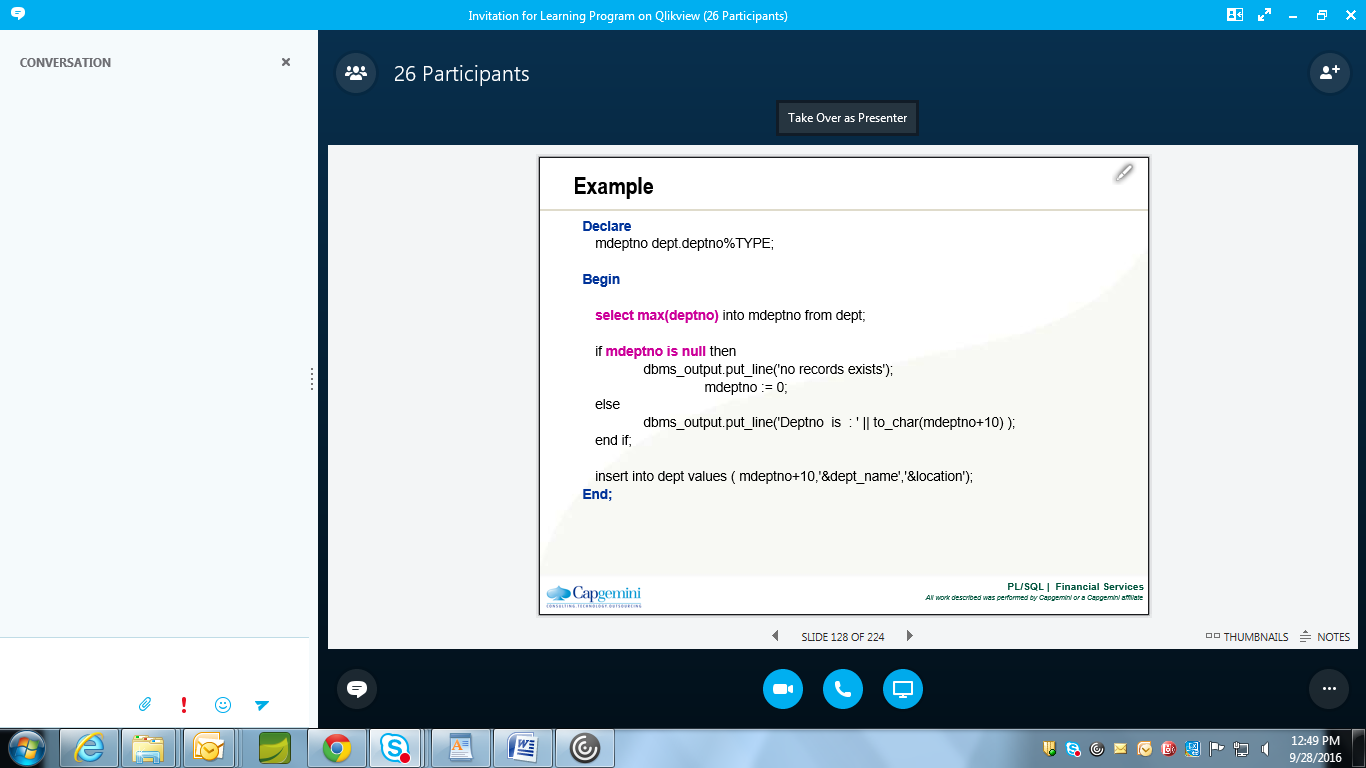 Invitation for Learning Program on Qlikview (26 Participants)
CONVERSATION
26 Participants
Take Over as Presenter
Example
Declare
mdeptno dept.deptno%TYPE;
Begin
select max(deptno) into mdeptno from dept;
if mdeptno is null then
dbms_output.put_line('no records exists');
mdeptno := 0;
else
dbms_output.put_line('Deptno  is  : ' || to_char(mdeptno+10) );
end if;
insert into dept values ( mdeptno+10,'&dept_name','&location');
End;
Capgemini
CONSULTING.TECHNOLOGY.OUTSOURCING
PL/SQL | Financial Services
All work described was performed by Capgemini or a Capgemini affiliate
SLIDE 128 OF 224
THUMBNAILS
NOTES
12:49 PM
9/28/2016